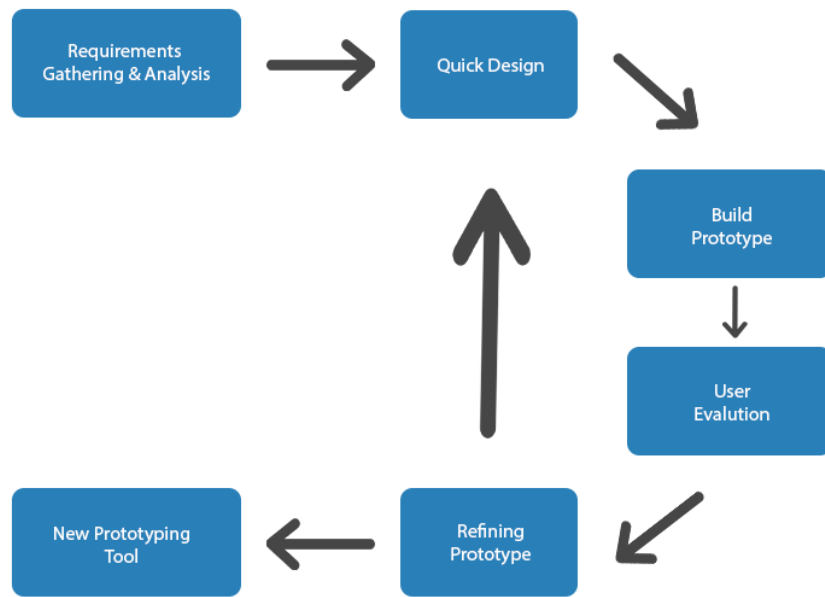 Requirements
Gathering & Analysis
Quick Design
Build
Prototype
User
Evalution
Refining
Prototype
New Prototyping
Tool